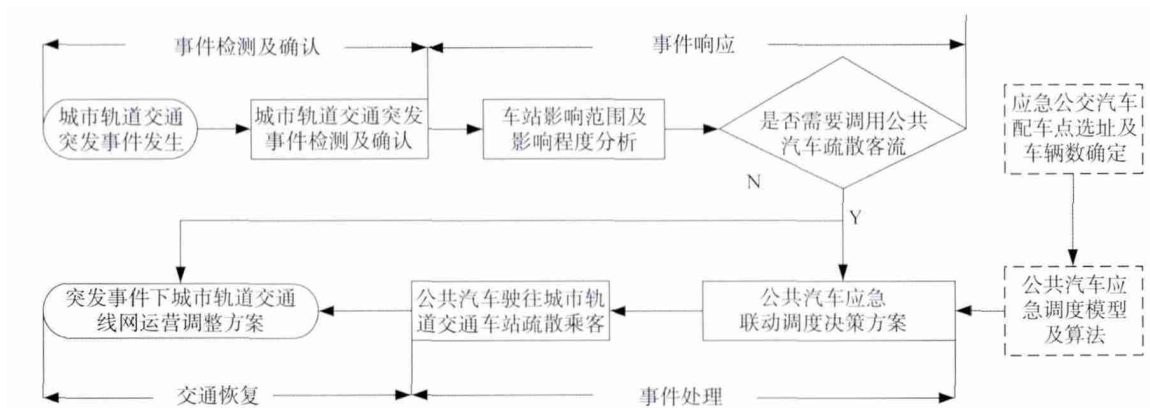 事件检测及确认
事件响应
城市轨道交通
突发事件发生
城市轨道交通突发
事件检测及确认
车站影响范围及
影响程度分析
是否需要调用公共
汽车疏散客流
应急公交汽车
配车点选址及
车辆数确定
N
Y
突发事件下城市轨道交通
线网运营调整方案
公共汽车驶往城市轨
道交通车站疏散乘客
公共汽车应急
联动调度决策方案
公共汽车应
急调度模型
及算法
交通恢复
事件处理